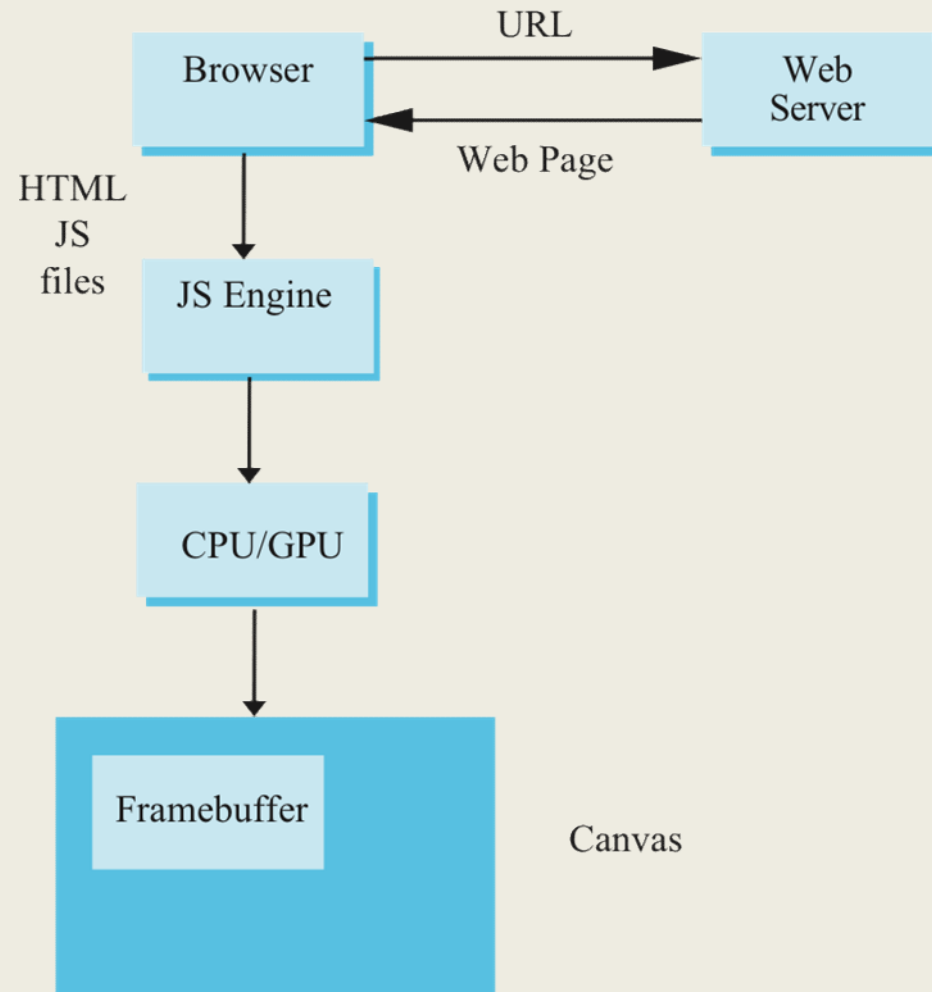 URL
Browser
Web
Server
Web Page
HTML
JS
files
JS Engine
CPU/GPU
Framebuffer
Canvas